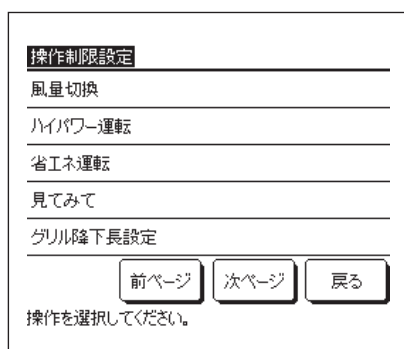 操作制限設定
風量切換
ハイパワー運転
省エネ運転
見てみて
グリル降下長設定
前ページ 次ページ 戻る
操作を選択してください。